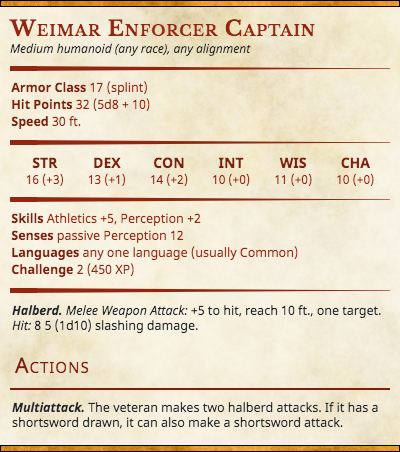 Weimar Enforcer Captain
Medium humanoid (any race), any alignment
Armor Class 17 (splint)
Hit Points 32 (5d8 + 10)
Speed 30 ft.
STR DEX CON INT WIS CHA
16 (+3) 13 (+1) 14 (+2) 10 (+0) 11 (+0) 10 (+0)
Skills Athletics +5, Perception +2
Senses passive Perception 12
Languages any one language (usually Common)
Challenge 2 (450 XP)
Halberd. Melee Weapon Attack: +5 to hit, reach 10 ft., one target.
Hit: 8 5 (1d10) slashing damage.
Actions
Multiattack. The veteran makes two halberd attacks. If it has a
shortsword drawn, it can also make a shortsword attack.